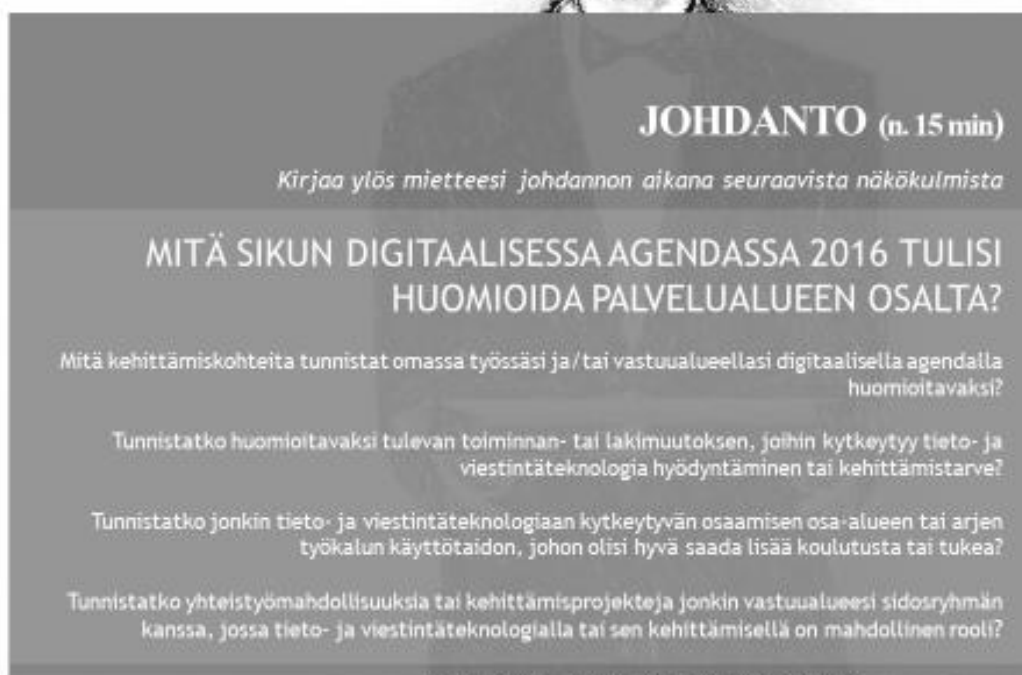 JOHDANTO (n. 15 min)
Kirjaa ylös mietteesi johdannon aikana seuraavista näkökulmista
MITÄ SIKUN DIGITAALISESSA AGENDASSA 2016 TULISI
HUOMIOIDA PALVELUALUEEN OSALTA?
Mitä kehittämiskohteita tunnistat omassa työssäsi ja/tai vastuualueellasi digitaalisella agendalla
huomioitavaksi?
Tunnistatko huomioitavaksi tulevan toiminnan- tai lakimuutoksen, joihin kytkeytyy tieto- ja
viestintäteknologia hyödyntäminen tai kehittämistarve?
Tunnistatko jonkin tieto- ja viestintäteknologiaan kytkeytyvän osaamisen osa-alueen tai arjen
työkalun käyttötaidon, johon olisi hyvä saada lisää koulutusta tai tukea?
Tunnistatko yhteistyömahdollisuuksia tai kehittämisprojekteja jonkin vastuualueesi sidosryhmän
kanssa, jossa tieto- ja viestintäteknologialla tai sen kehittämisellä on mahdollinen rooli?